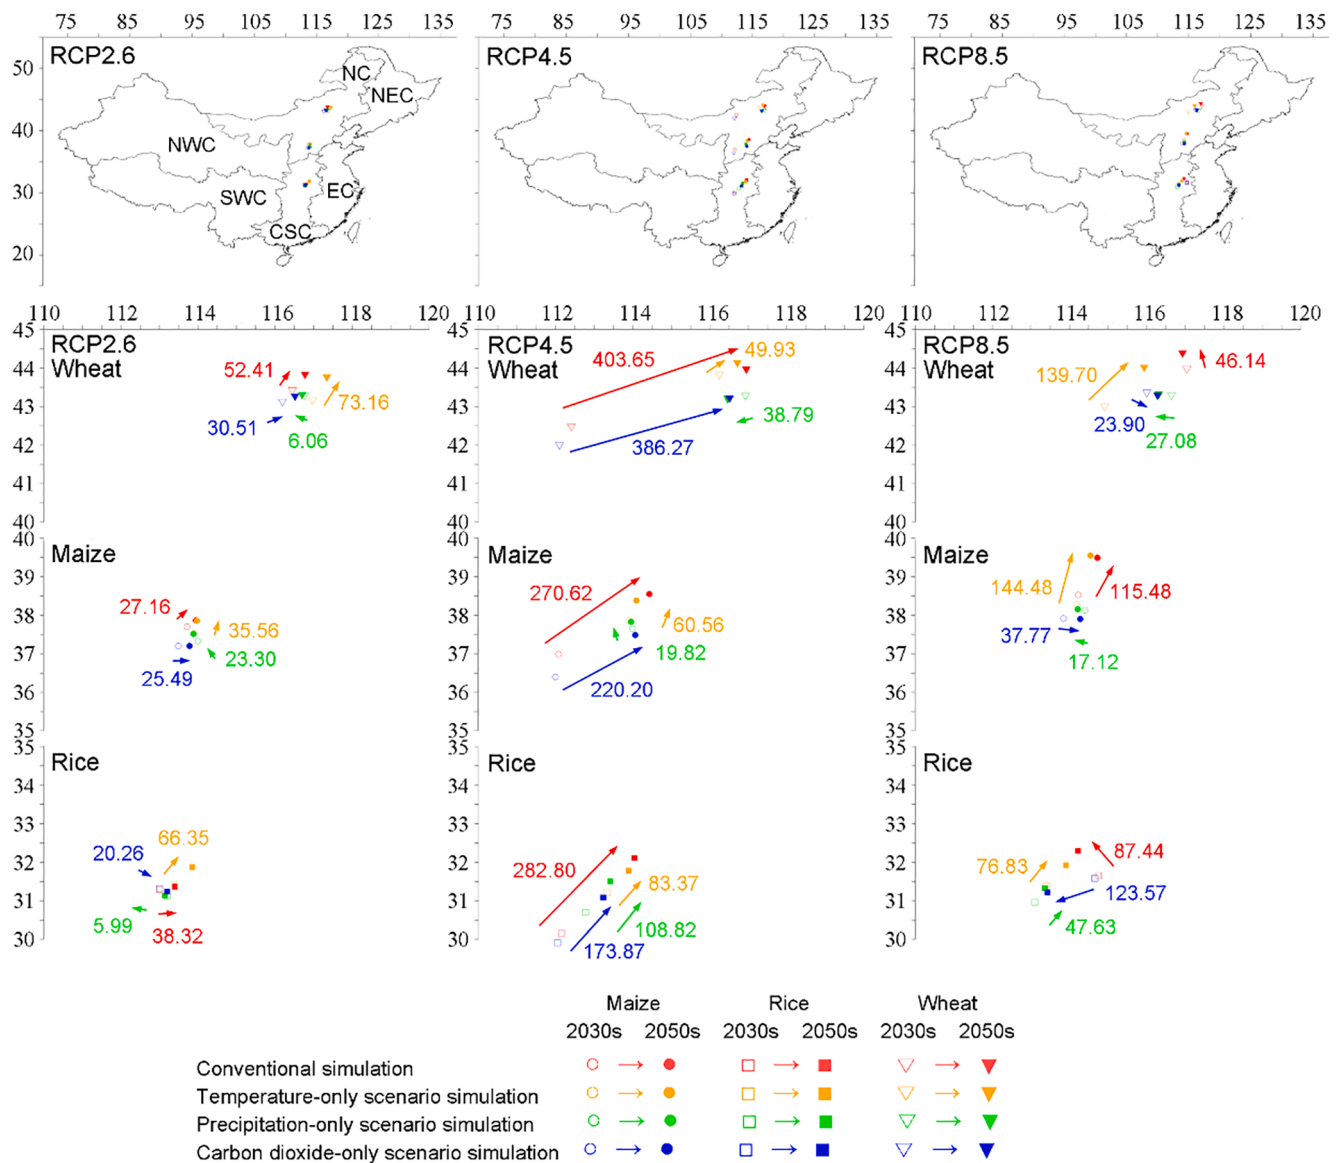 75 85 95 105 115 125 135 75 85 95 105 115 125 135 75 85 95 105 115 125 135
RCP2.6 RCP4.5 RCP8.5
50
40
30
20
NC
NEC
NWC
SWC
EC
CSC
110 112 114 116 118 120 110 112 114 116 118 120 110 112 114 116 118 120
45
44
43
42
41
40
RCP2.6
Wheat
52.41
73.16
30.51
6.06
RCP4.5
Wheat
403.65
49.93
38.79
386.27
RCP8.5
Wheat
139.70
46.14
23.90
27.08
40
39
38
37
36
35
Maize
27.16
35.56
23.30
25.49
Maize
270.62
60.56
19.82
220.20
Maize
144.48
115.48
37.77
17.12
35
34
33
32
31
30
Rice
66.35
20.26
5.99
38.32
Rice
282.80
83.37
108.82
173.87
Rice
76.83
87.44
123.57
47.63
Maize Rice Wheat
2030s 2050s 2030s 2050s 2030s 2050s
Conventional simulation
Temperature-only scenario simulation
Precipitation-only scenario simulation
Carbon dioxide-only scenario simulation